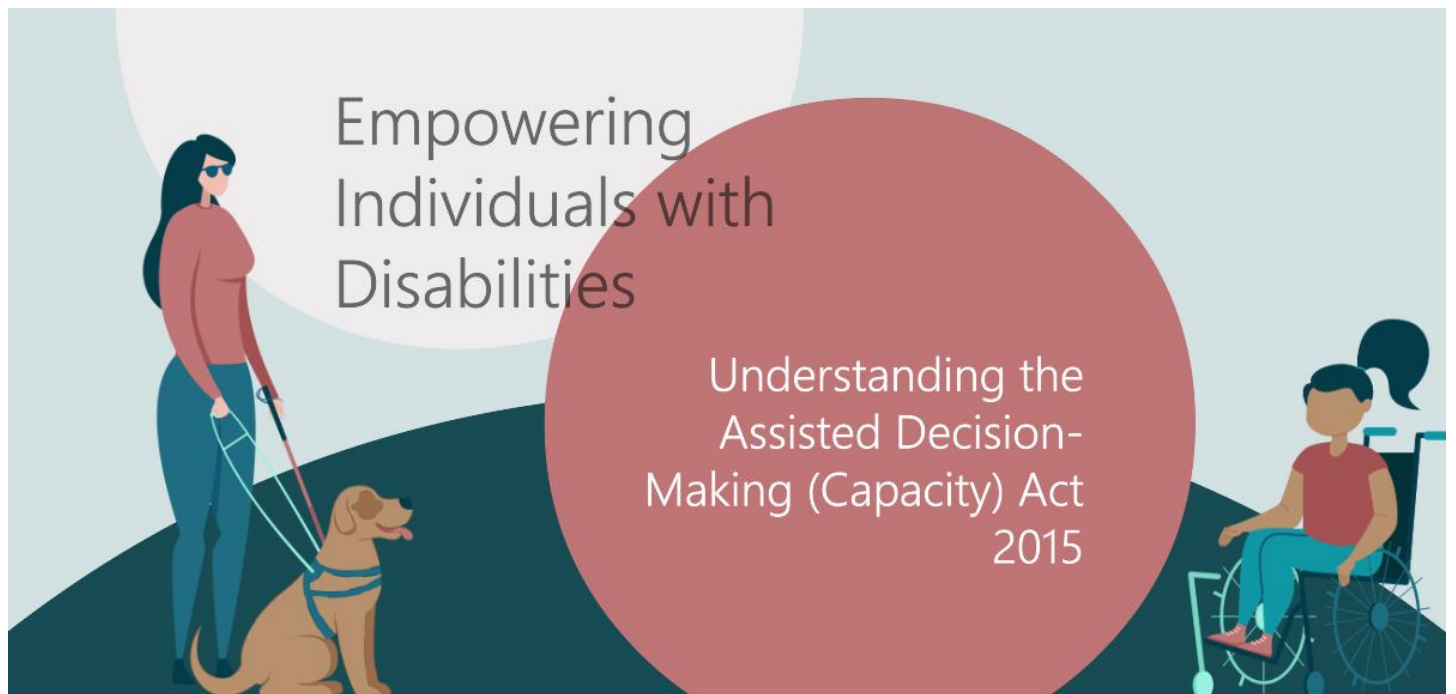 Empowering
Individuals with
Disabilities
Understanding the
Assisted Decision-
Making (Capacity) Act
2015